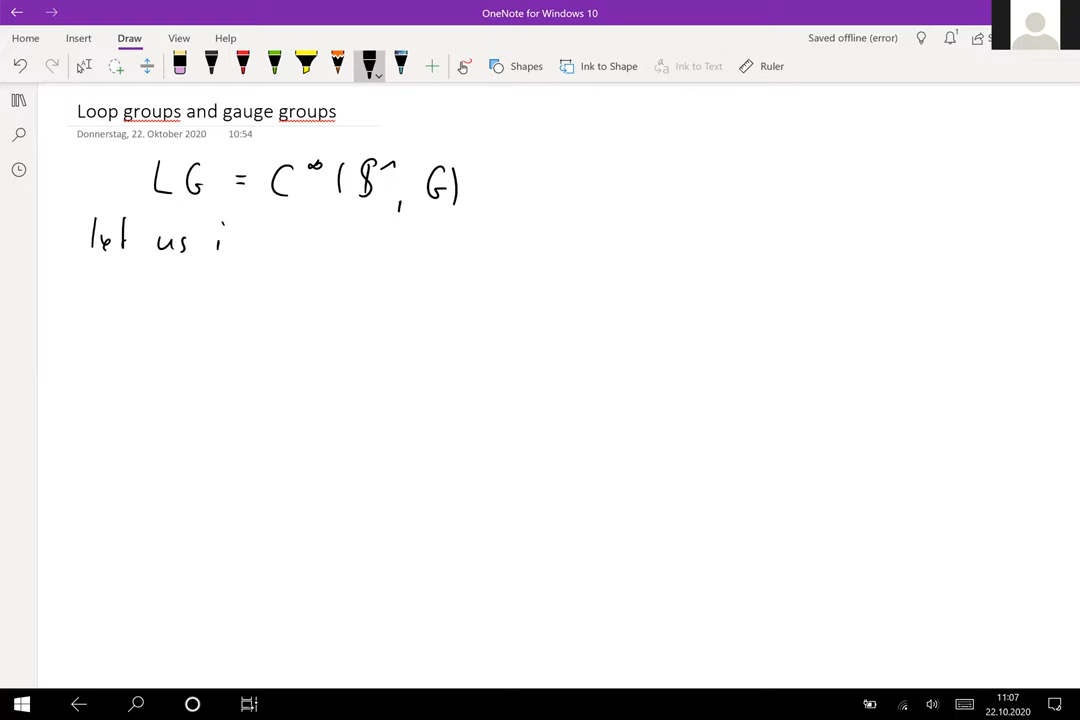 OneNote for Windows 10
Home Insert Draw View Help Saved offline (error)
Shapes Ink to Shape Ink to Text Ruler
Loop groups and gauge groups
Donnerstag, 22. Oktober 2020 10:54
LG = C^∞(𝕊^1, G)
let us i
11:07
22.10.2020